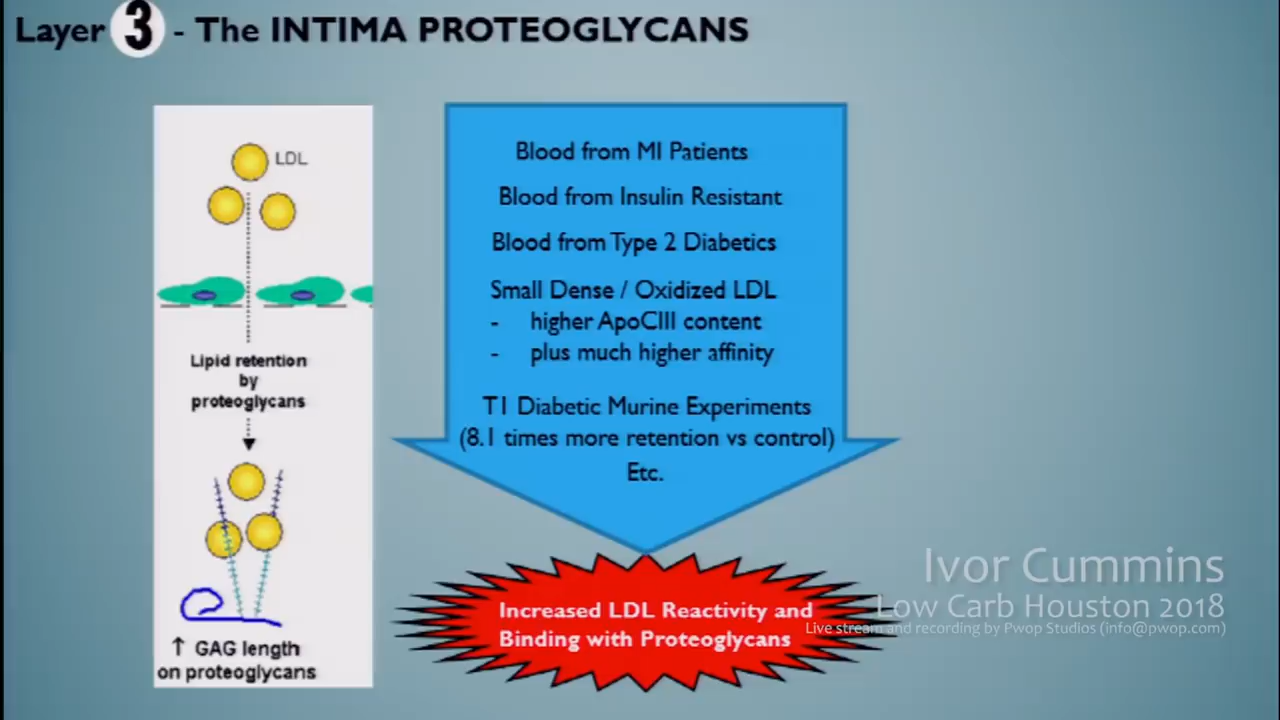 Layer 3 - The INTIMA PROTEOGLYCANS
LDL
Lipid retention
by
proteoglycans
↑ GAG length
on proteoglycans
Blood from MI Patients
Blood from Insulin Resistant
Blood from Type 2 Diabetics
Small Dense / Oxidized LDL
- higher ApoCIII content
- plus much higher affinity
T1 Diabetic Murine Experiments
(8.1 times more retention vs control)
Etc.
Increased LDL Reactivity and
Binding with Proteoglycans
Ivor Cummins
Low Carb Houston 2018
Live stream and recording by Pwop Studios (info@pwop.com)